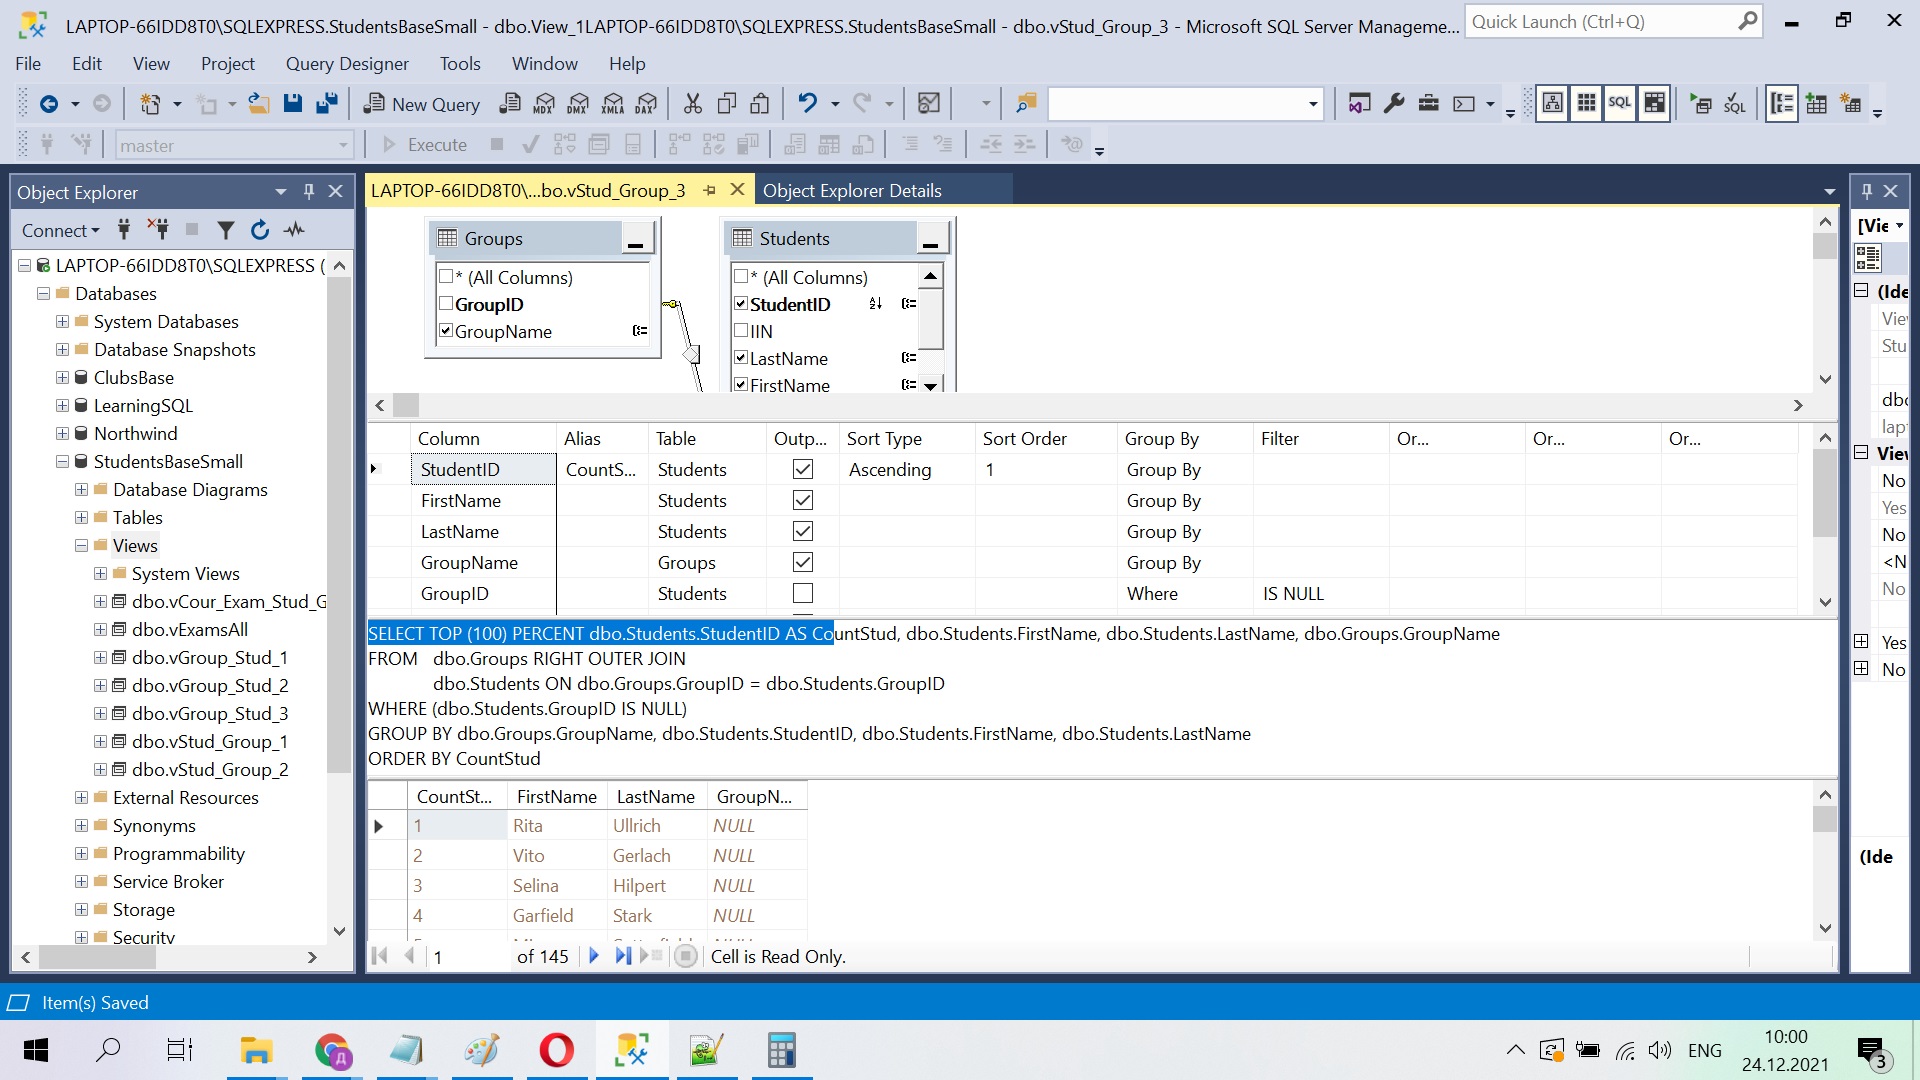 LAPTOP-66IDD8T0\SQLEXPRESS.StudentsBaseSmall - dbo.View_1LAPTOP-66IDD8T0\SQLEXPRESS.StudentsBaseSmall - dbo.vStud_Group_3 - Microsoft SQL Server Manageme...
Quick Launch (Ctrl+Q)
File Edit View Project Query Designer Tools Window Help
New Query MDX DMX XMLA DAX SQL SQL
master Execute
Object Explorer
Connect
LAPTOP-66IDD8T0\SQLEXPRESS (
Databases
System Databases
Database Snapshots
ClubsBase
LearningSQL
Northwind
StudentsBaseSmall
Database Diagrams
Tables
Views
System Views
dbo.vCour_Exam_Stud_G
dbo.vExamsAll
dbo.vGroup_Stud_1
dbo.vGroup_Stud_2
dbo.vGroup_Stud_3
dbo.vStud_Group_1
dbo.vStud_Group_2
External Resources
Synonyms
Programmability
Service Broker
Storage
Security
LAPTOP-66IDD8T0\...bo.vStud_Group_3
Object Explorer Details
Groups
* (All Columns)
GroupID
GroupName
Students
* (All Columns)
StudentID
IIN
LastName
FirstName
Column Alias Table Outp... Sort Type Sort Order Group By Filter Or... Or... Or...
StudentID CountS... Students Ascending 1 Group By
FirstName Students Group By
LastName Students Group By
GroupName Groups Group By
GroupID Students Where IS NULL
SELECT TOP (100) PERCENT dbo.Students.StudentID AS CountStud, dbo.Students.FirstName, dbo.Students.LastName, dbo.Groups.GroupName
FROM dbo.Groups RIGHT OUTER JOIN
dbo.Students ON dbo.Groups.GroupID = dbo.Students.GroupID
WHERE (dbo.Students.GroupID IS NULL)
GROUP BY dbo.Groups.GroupName, dbo.Students.StudentID, dbo.Students.FirstName, dbo.Students.LastName
ORDER BY CountStud
CountSt... FirstName LastName GroupN...
1 Rita Ullrich NULL
2 Vito Gerlach NULL
3 Selina Hilpert NULL
4 Garfield Stark NULL
1 of 145 Cell is Read Only.
[Vie
(Ide
Vie
Stu
dbo
lap
Viev
No
Yes
No
<N
No
Yes
No
(Ide
Item(s) Saved
ENG
10:00
24.12.2021
3